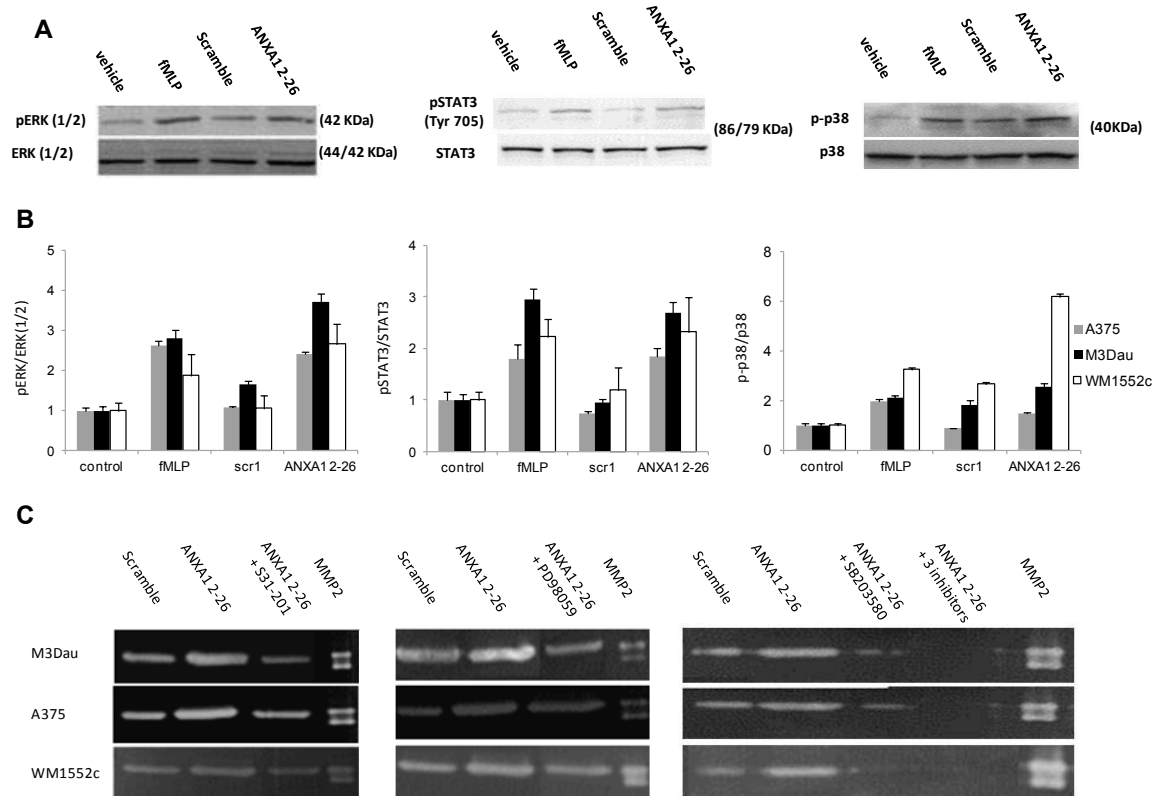 A
vehicle
fMLP
Scramble
ANXA1 2-26
pERK (1/2)
(42 KDa)
ERK (1/2)
(44/42 KDa)
vehicle
fMLP
Scramble
ANXA1 2-26
pSTAT3
(Tyr 705)
(86/79 KDa)
STAT3
vehicle
fMLP
Scramble
ANXA1 2-26
p-p38
(40KDa)
p38
B
pERK/ERK(1/2)
5
4
3
2
1
0
control
fMLP
scr1
ANXA1 2-26
pSTAT3/STAT3
4
3
2
1
0
control
fMLP
scr1
ANXA1 2-26
p-p38/p38
8
6
4
2
0
control
fMLP
scr1
ANXA1 2-26
A375
M3Dau
WM1552c
C
Scramble
ANXA1 2-26
ANXA1 2-26
+ S31-201
MMP2
Scramble
ANXA1 2-26
ANXA1 2-26
+ PD98059
MMP2
Scramble
ANXA1 2-26
ANXA1 2-26
+ SB203580
ANXA1 2-26
+ 3 inhibitors
MMP2
M3Dau
A375
WM1552c